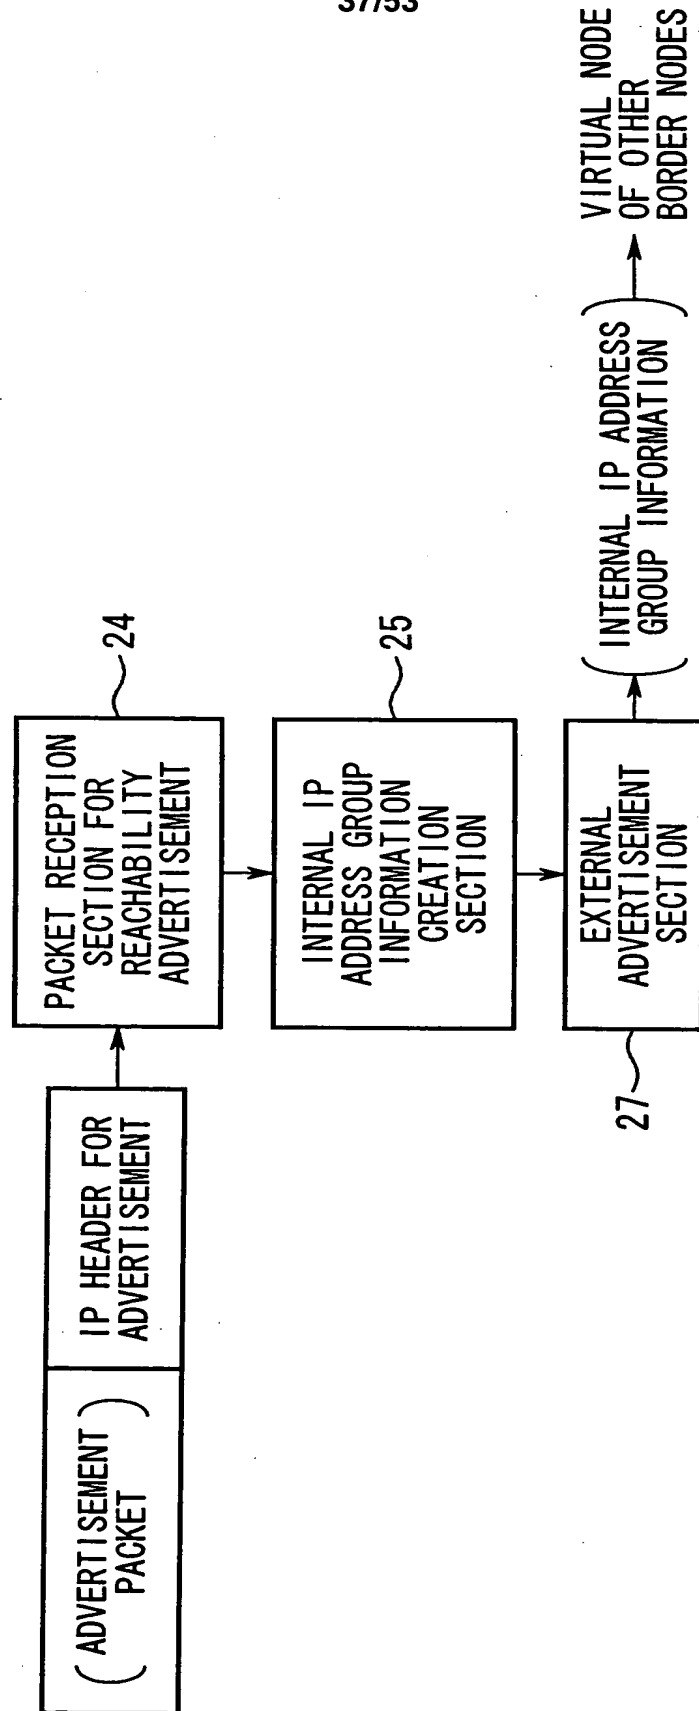 37/53
(ADVERTISEMENT
PACKET)
IP HEADER FOR
ADVERTISEMENT
PACKET RECEPTION
SECTION FOR
REACHABILITY
ADVERTISEMENT
24
INTERNAL IP
ADDRESS GROUP
INFORMATION
CREATION
SECTION
25
EXTERNAL
ADVERTISEMENT
SECTION
27
(INTERNAL IP ADDRESS
GROUP INFORMATION)
VIRTUAL NODE
OF OTHER
BORDER NODES